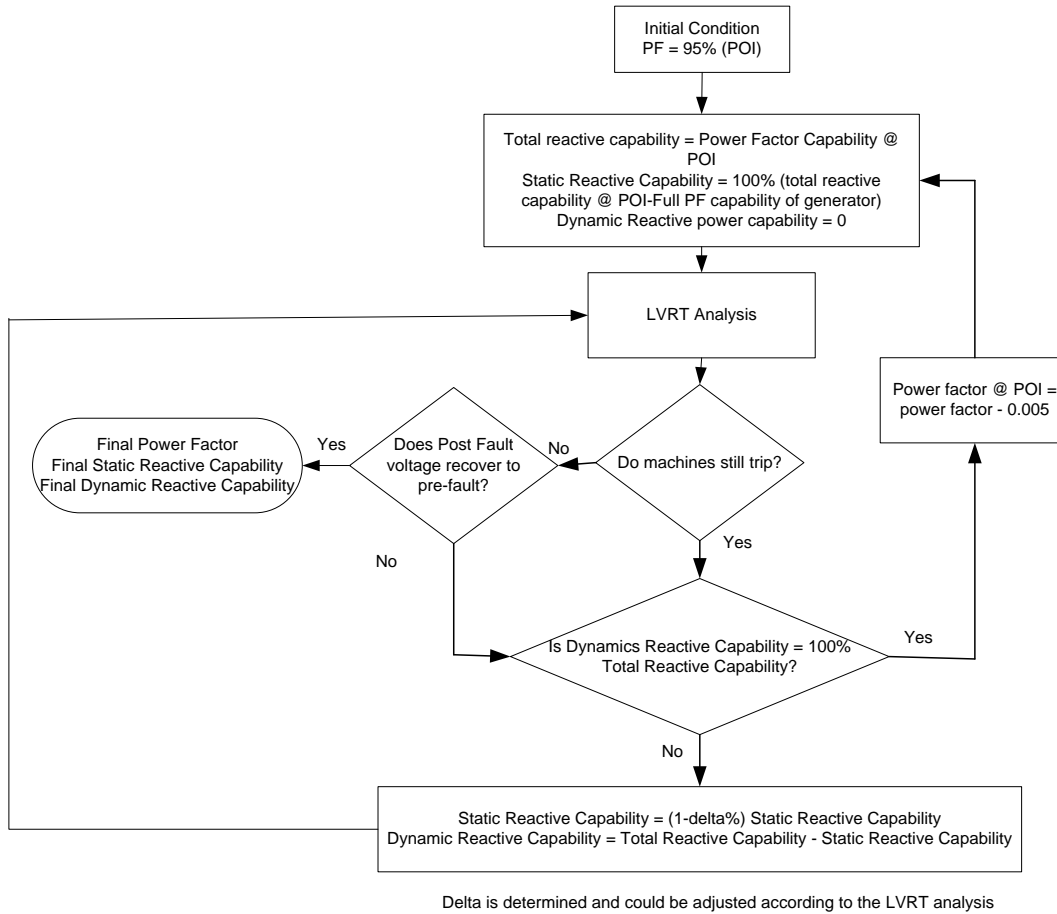 Initial Condition
PF = 95% (POI)
Total reactive capability = Power Factor Capability @
POI
Static Reactive Capability = 100% (total reactive
capability @ POI-Full PF capability of generator)
Dynamic Reactive power capability = 0
LVRT Analysis
Power factor @ POI =
power factor - 0.005
Do machines still trip?
No
Does Post Fault
voltage recover to
pre-fault?
Yes
Final Power Factor
Final Static Reactive Capability
Final Dynamic Reactive Capability
No
Yes
Is Dynamics Reactive Capability = 100%
Total Reactive Capability?
Yes
No
Static Reactive Capability = (1-delta%) Static Reactive Capability
Dynamic Reactive Capability = Total Reactive Capability - Static Reactive Capability
Delta is determined and could be adjusted according to the LVRT analysis